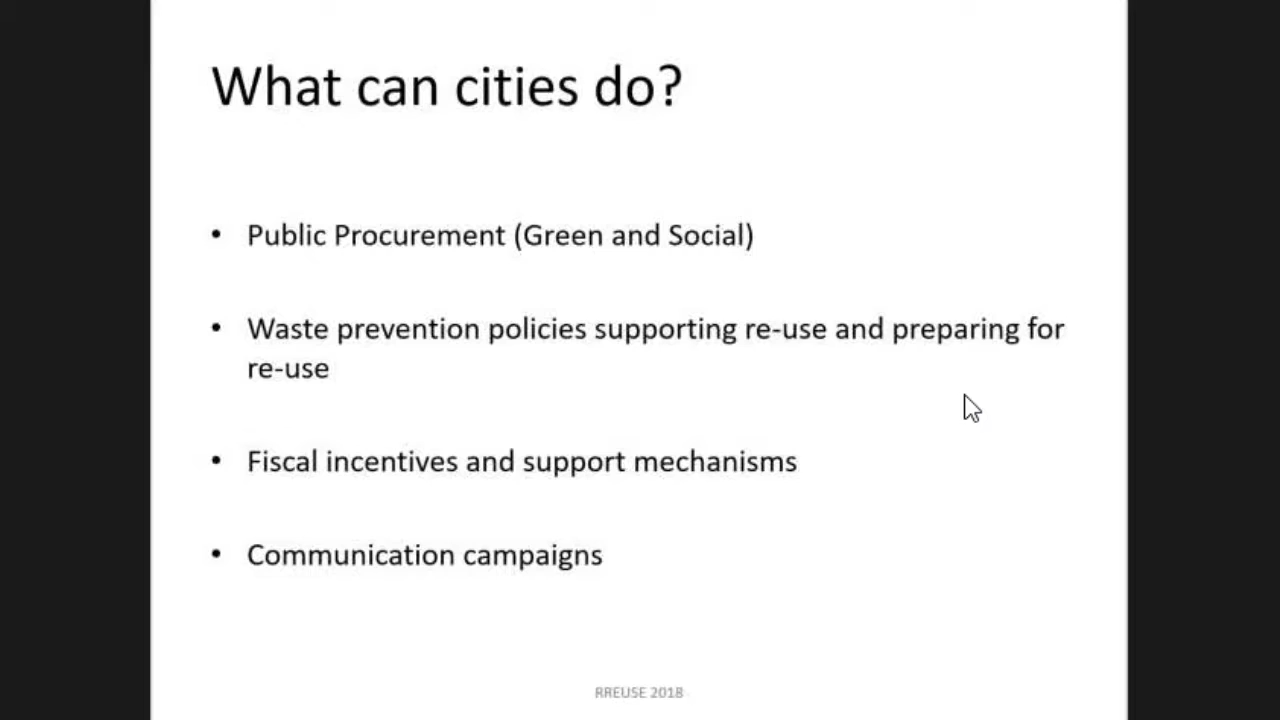 What can cities do?
• Public Procurement (Green and Social)
• Waste prevention policies supporting re-use and preparing for
re-use
• Fiscal incentives and support mechanisms
• Communication campaigns
RREUSE 2018